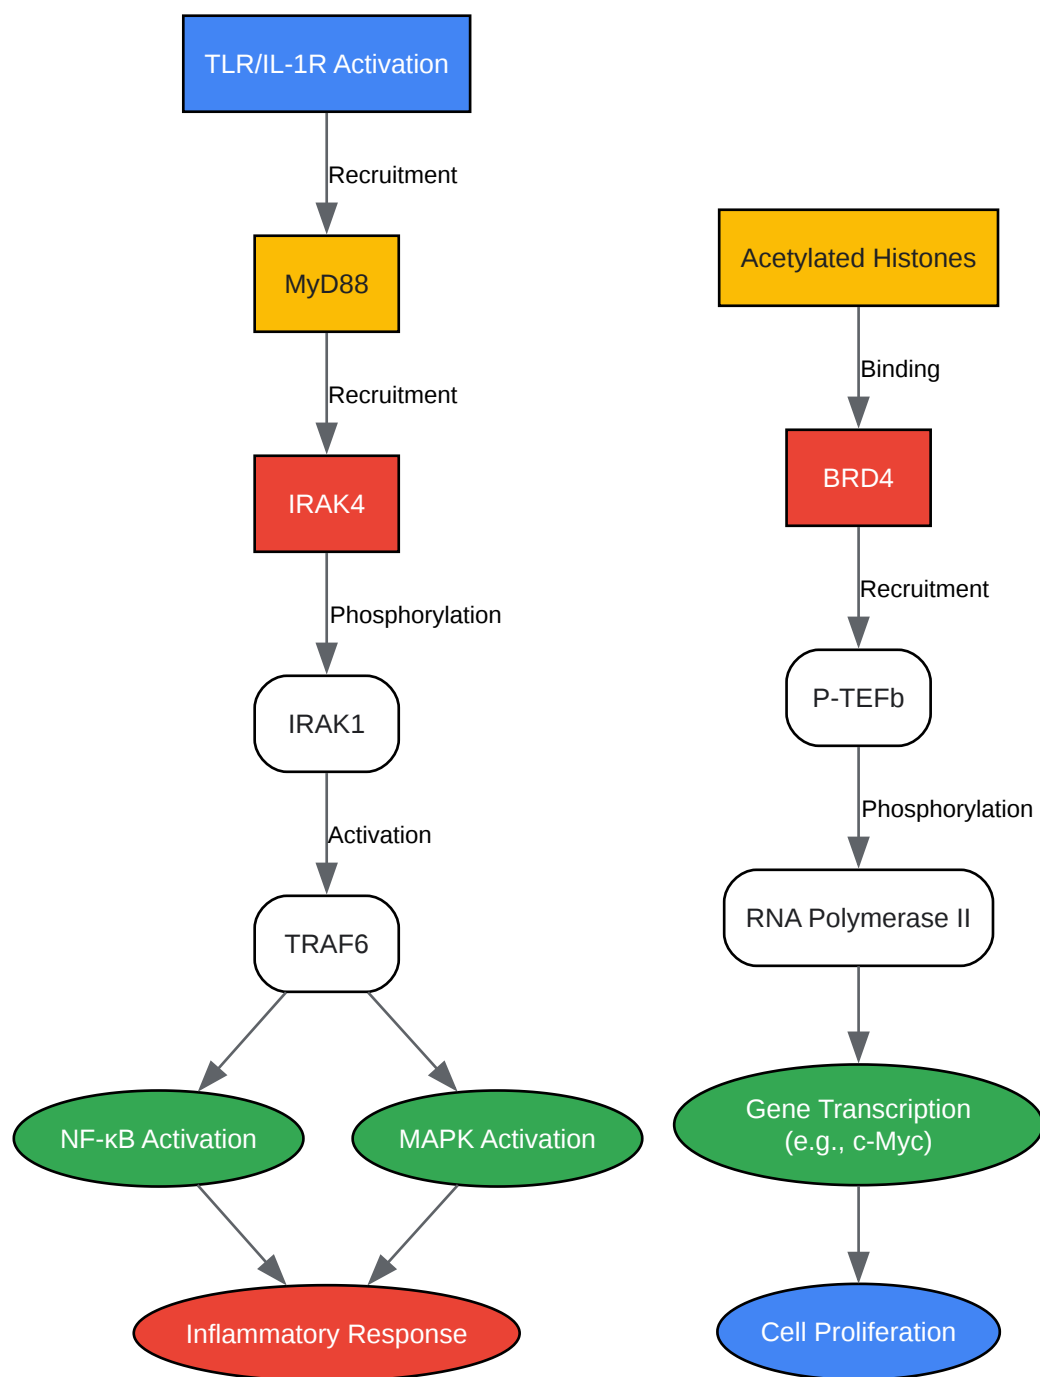 TLR/IL-1R Activation
Recruitment
MyD88
Recruitment
IRAK4
Phosphorylation
IRAK1
Activation
TRAF6
NF-κB Activation
MAPK Activation
Inflammatory Response
Acetylated Histones
Binding
BRD4
Recruitment
P-TEFb
Phosphorylation
RNA Polymerase II
Gene Transcription
(e.g., c-Myc)
Cell Proliferation